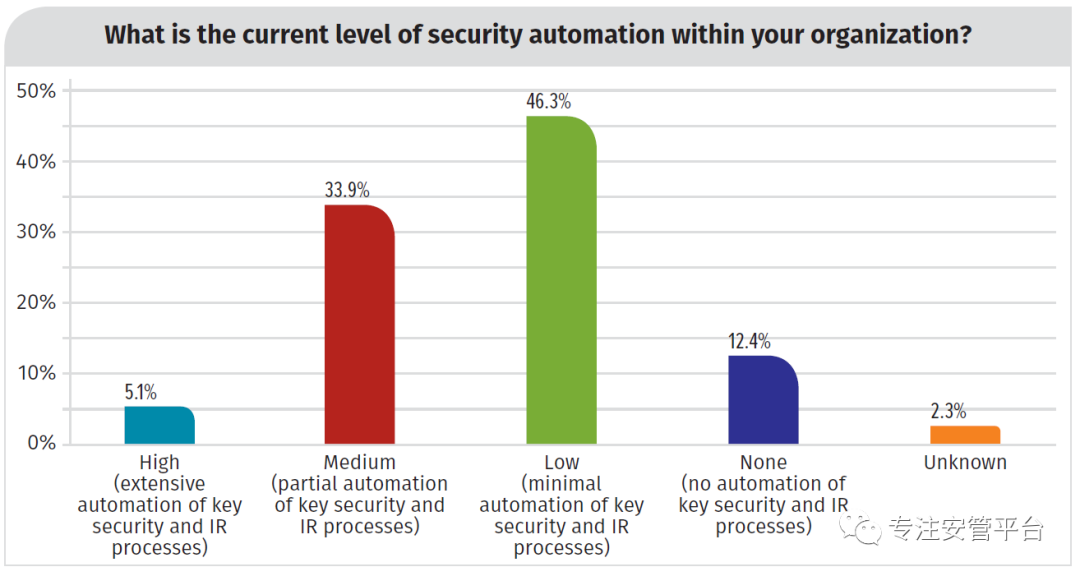 What is the current level of security automation within your organization?
50%
40%
30%
20%
10%
0%
5.1%
33.9%
46.3%
12.4%
2.3%
High
(extensive
automation of key
security and IR
processes)
Medium
(partial automation
of key security and
IR processes)
Low
(minimal
automation of key
security and IR
processes)
None
(no automation of
key security and IR
processes)
Unknown
专注安管平台